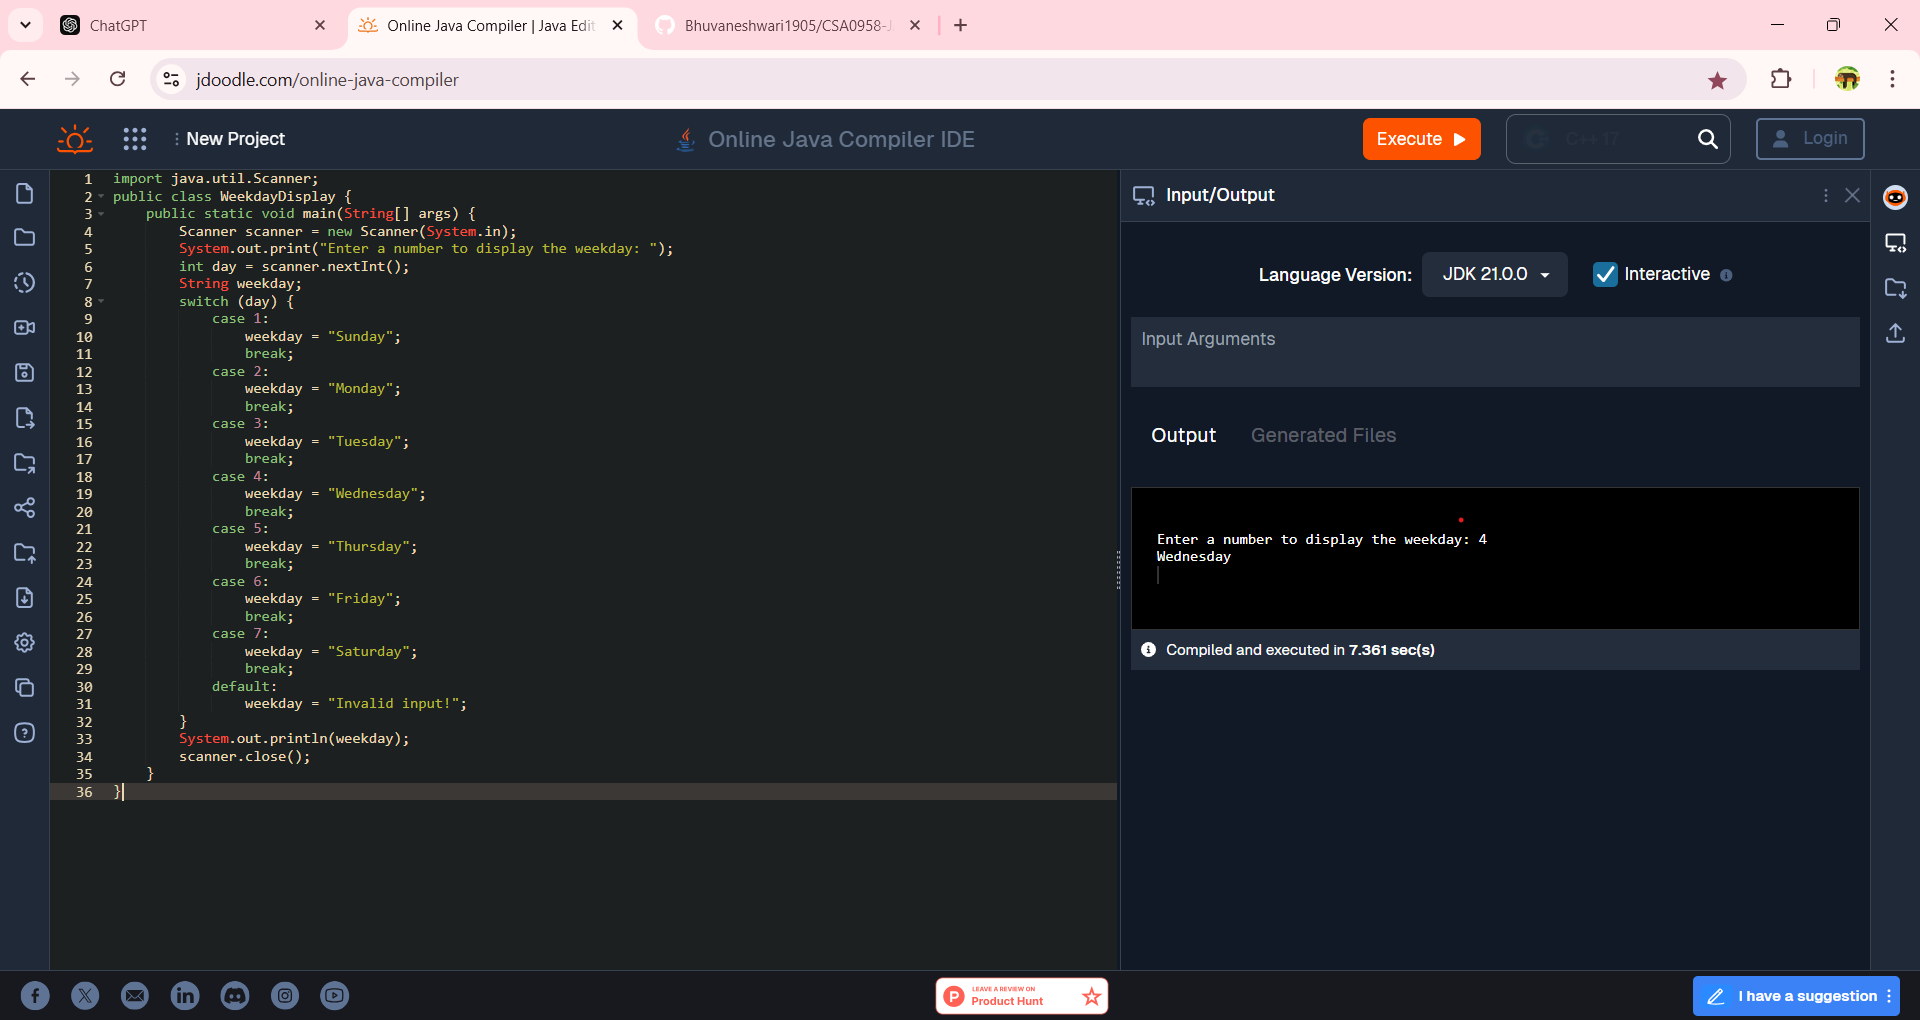 ChatGPT
Online Java Compiler | Java Edit
Bhuvaneshwari1905/CSA0958-J
jdoodle.com/online-java-compiler
New Project
Online Java Compiler IDE
Execute
C++ 17
Login
1 import java.util.Scanner;
2 public class WeekdayDisplay {
3 public static void main(String[] args) {
4 Scanner scanner = new Scanner(System.in);
5 System.out.print("Enter a number to display the weekday: ");
6 int day = scanner.nextInt();
7 String weekday;
8 switch (day) {
9 case 1:
10 weekday = "Sunday";
11 break;
12 case 2:
13 weekday = "Monday";
14 break;
15 case 3:
16 weekday = "Tuesday";
17 break;
18 case 4:
19 weekday = "Wednesday";
20 break;
21 case 5:
22 weekday = "Thursday";
23 break;
24 case 6:
25 weekday = "Friday";
26 break;
27 case 7:
28 weekday = "Saturday";
29 break;
30 default:
31 weekday = "Invalid input!";
32 }
33 System.out.println(weekday);
34 scanner.close();
35 }
36 }
Input/Output
Language Version: JDK 21.0.0 Interactive
Input Arguments
Output Generated Files
Enter a number to display the weekday: 4
Wednesday
Compiled and executed in 7.361 sec(s)
LEAVE A REVIEW ON
Product Hunt
I have a suggestion